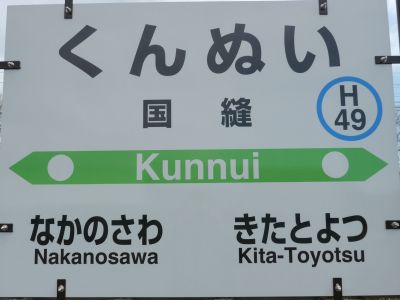 くんぬい
国縫
H
49
Kunnui
なかのさわ
Nakanosawa
きたとよつ
Kita-Toyotsu